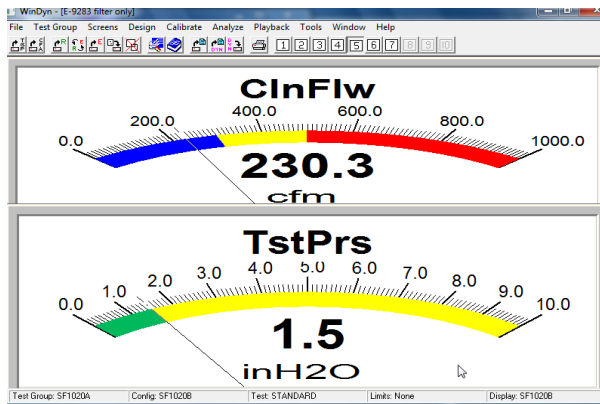 WinDyn - [E-9283 filter only]
File Test Group Screens Design Calibrate Analyze Playback Tools Window Help
1 2 3 4 5 6 7 8 9 10
ClnFlw
0.0 200.0 400.0 600.0 800.0 1000.0
230.3
cfm
TstPrs
0.0 1.0 2.0 3.0 4.0 5.0 6.0 7.0 8.0 9.0 10.0
1.5
inH2O
Test Group: SF1020A Config: SF1020B Test: STANDARD Limits: None Display: SF1020B